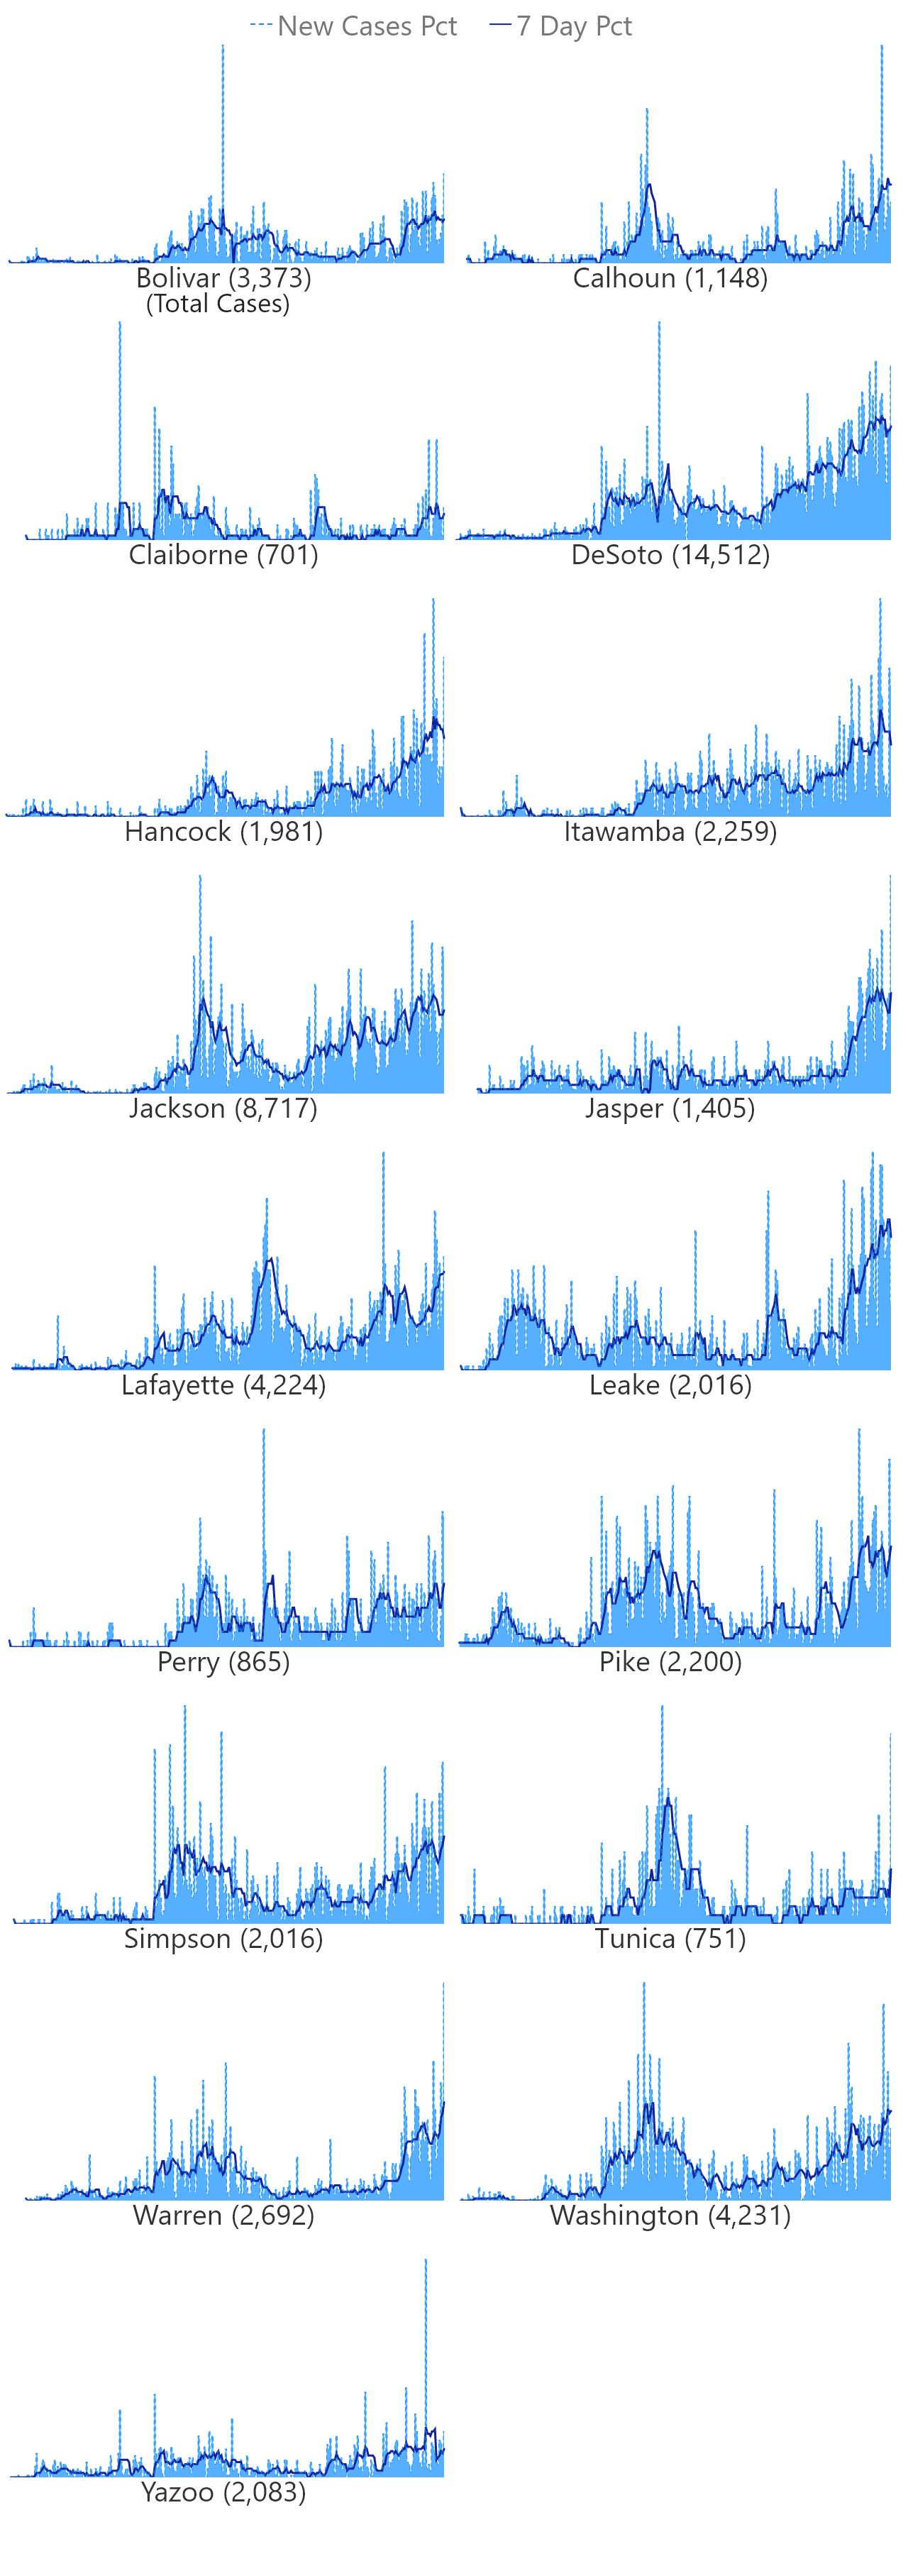 New Cases Pct 7 Day Pct
Bolivar (3,373) Calhoun (1,148)
(Total Cases)
Claiborne (701) DeSoto (14,512)
Hancock (1,981) Itawamba (2,259)
Jackson (8,717) Jasper (1,405)
Lafayette (4,224) Leake (2,016)
Perry (865) Pike (2,200)
Simpson (2,016) Tunica (751)
Warren (2,692) Washington (4,231)
Yazoo (2,083)